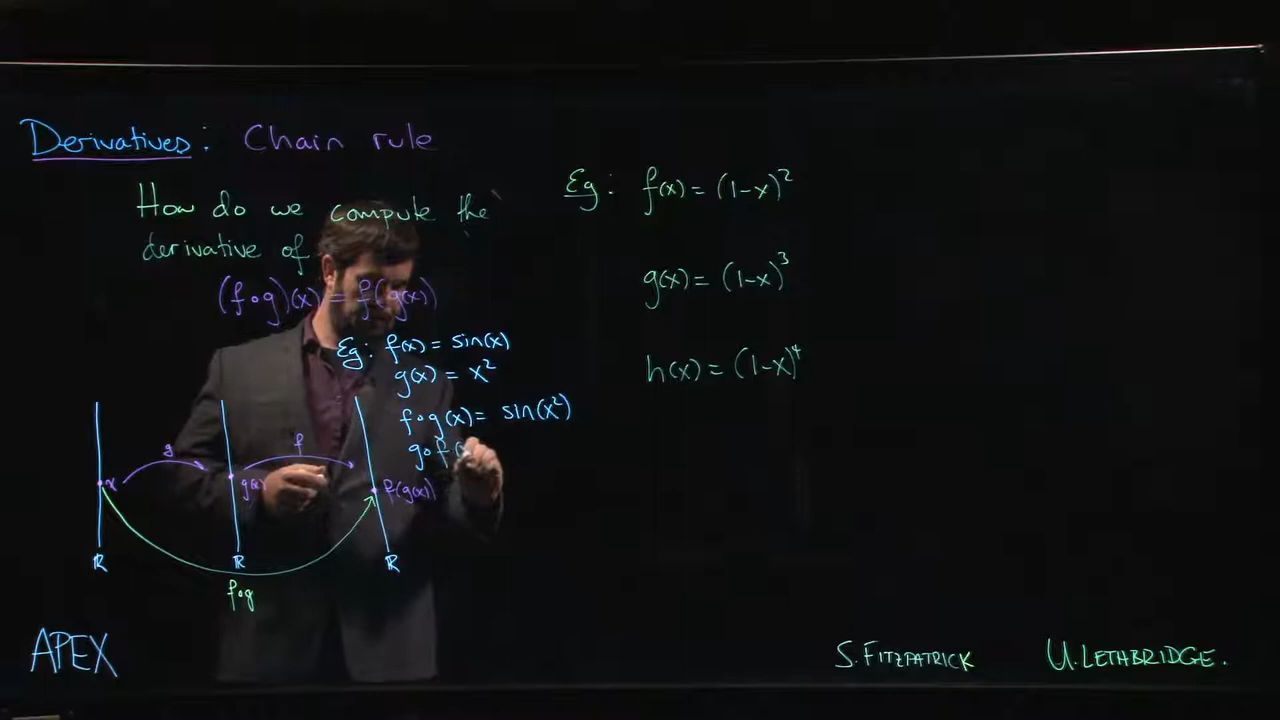 Derivatives: Chain rule
How do we compute the
derivative of
(f∘g)(x) = f(g(x))
Eg: f(x) = sin(x)
g(x) = x²
f∘g(x) = sin(x²)
g∘f(x
g
f
x
g(x)
f(g(x))
ℝ
ℝ
ℝ
f∘g
Eg: f(x) = (1-x)²
g(x) = (1-x)³
h(x) = (1-x)⁴
APEX
S. FITZPATRICK
U. LETHBRIDGE.